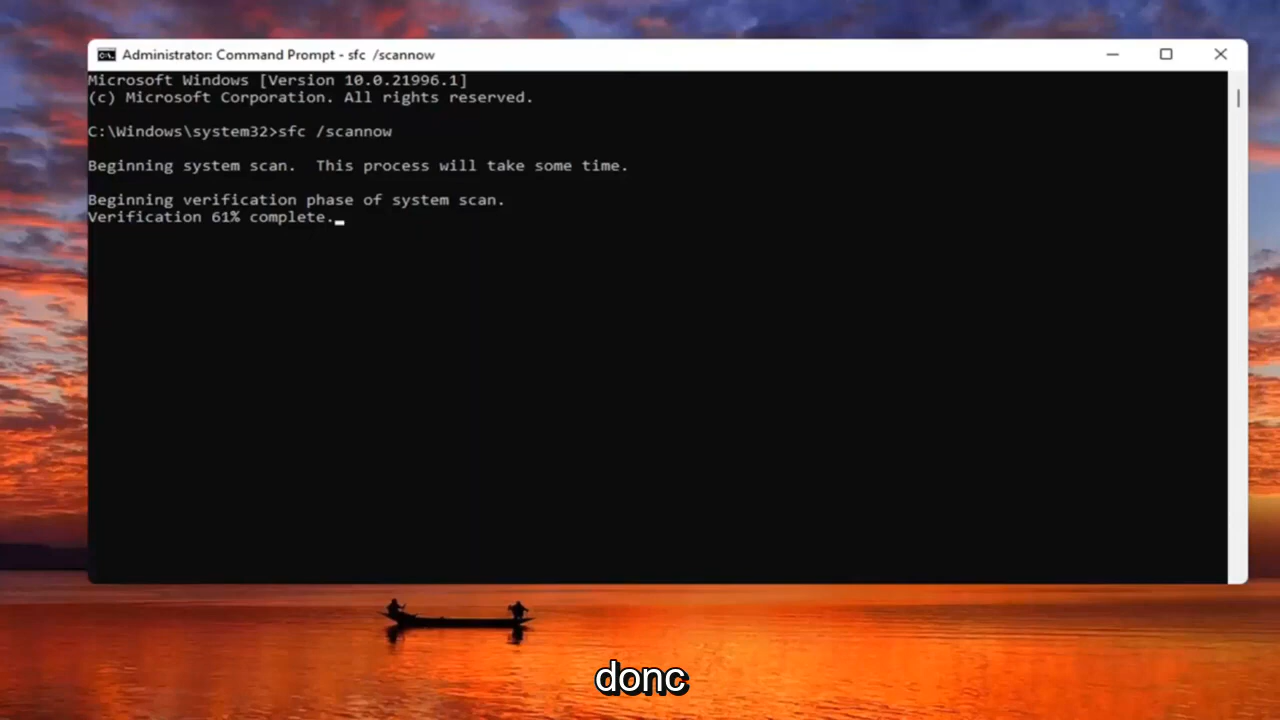 Administrator: Command Prompt - sfc /scannow
Microsoft Windows [Version 10.0.21996.1]
(c) Microsoft Corporation. All rights reserved.
C:\Windows\system32>sfc /scannow
Beginning system scan.  This process will take some time.
Beginning verification phase of system scan.
Verification 61% complete.
donc